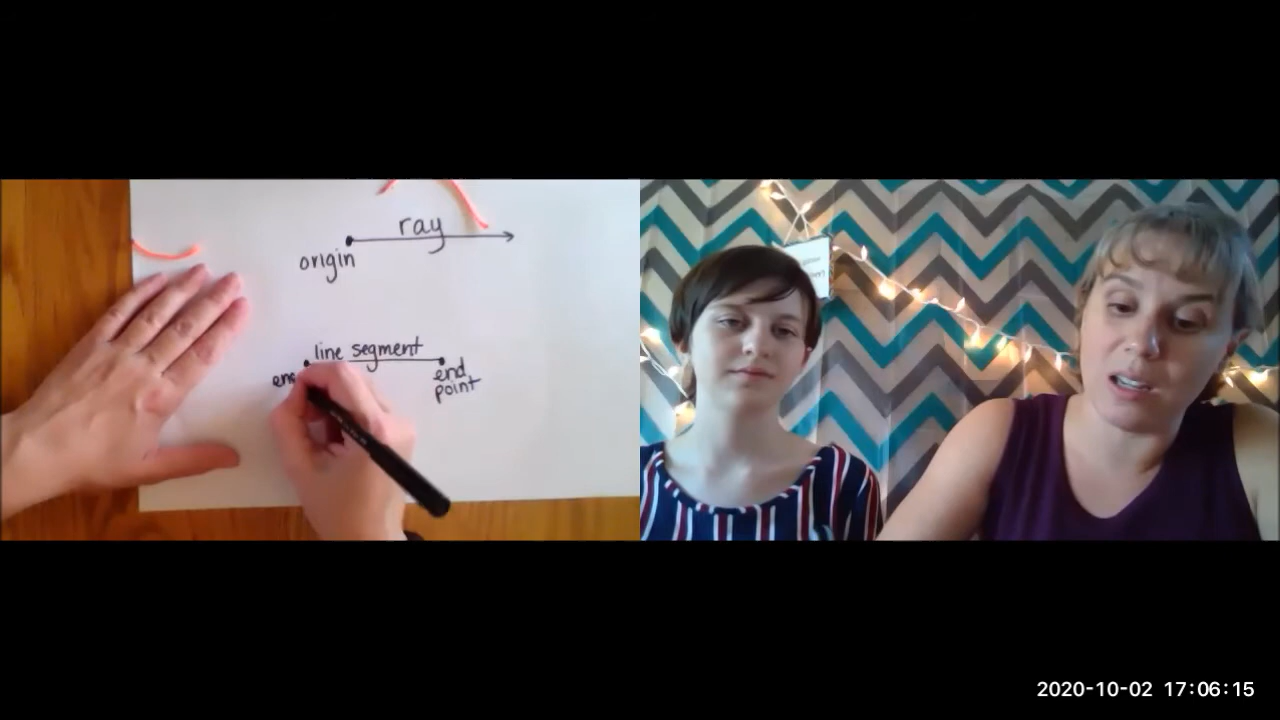 ray
origin
line segment
end
point
2020-10-02 17:06:15